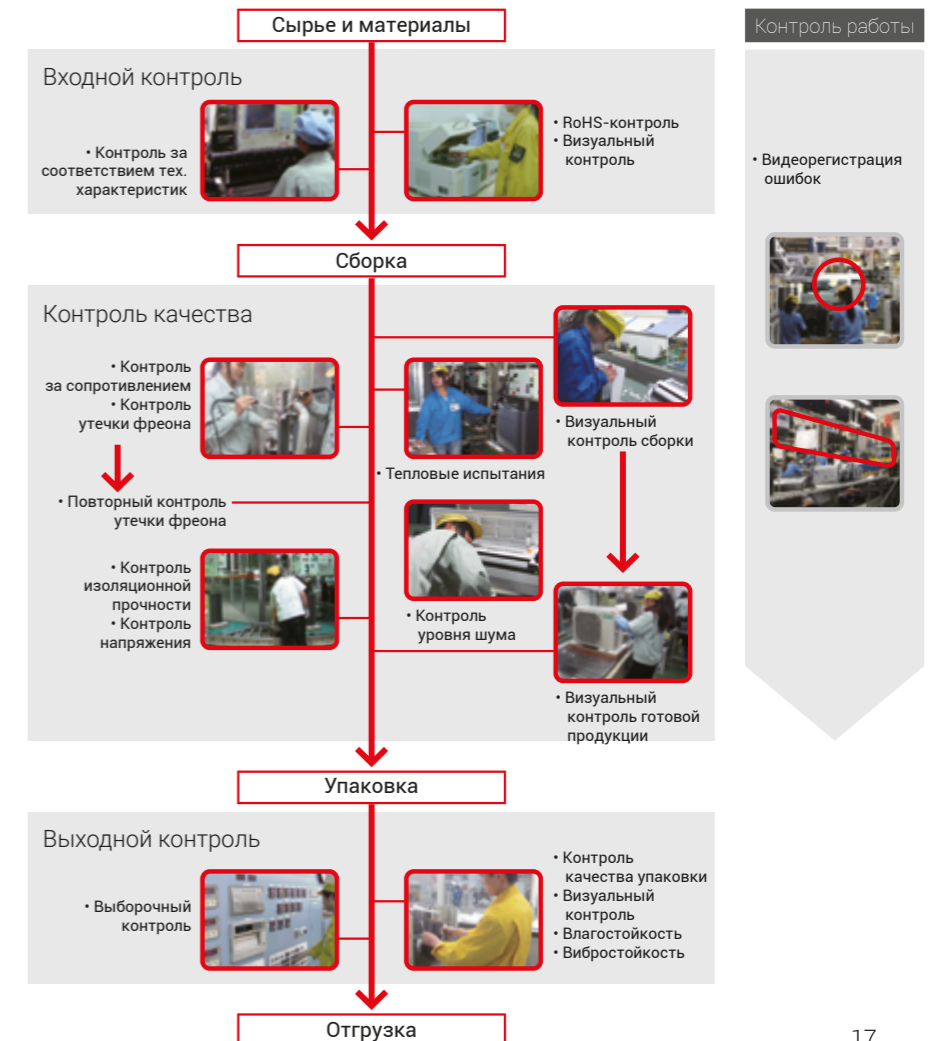 Сырье и материалы
Контроль работы
Входной контроль
• Контроль за
соответствием тех.
характеристик
• RoHS-контроль
• Визуальный
контроль
• Видеорегистрация
ошибок
Сборка
Контроль качества
• Контроль
за сопротивлением
• Контроль
утечки фреона
• Тепловые испытания
• Визуальный
контроль сборки
• Повторный контроль
утечки фреона
• Контроль
изоляционной
прочности
• Контроль
напряжения
• Контроль
уровня шума
• Визуальный
контроль готовой
продукции
Упаковка
Выходной контроль
• Выборочный
контроль
• Контроль
качества упаковки
• Визуальный
контроль
• Влагостойкость
• Вибростойкость
Отгрузка
17